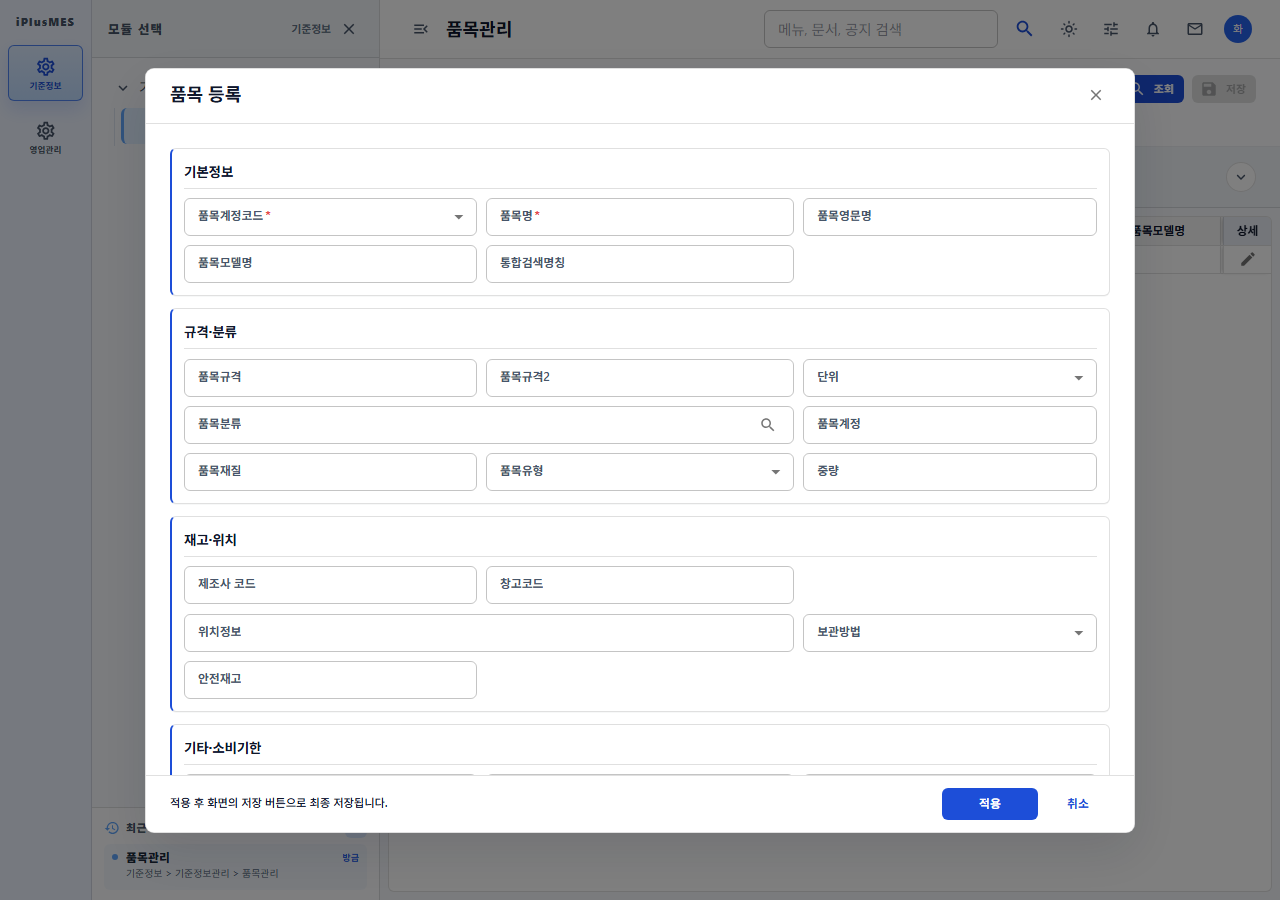 iPlusMES
모듈 선택
기준정보
품목관리
메뉴, 문서, 공지 검색
화
기준정보
영업관리
조회
저장
품목모델명
상세
품목 등록
기본정보
품목계정코드*
품목명*
품목영문명
품목모델명
통합검색명칭
규격·분류
품목규격
품목규격2
단위
품목분류
품목계정
품목재질
품목유형
중량
재고·위치
제조사 코드
창고코드
위치정보
보관방법
안전재고
기타·소비기한
적용 후 화면의 저장 버튼으로 최종 저장됩니다.
적용
취소
최근
품목관리
방금
기준정보 > 기준정보관리 > 품목관리